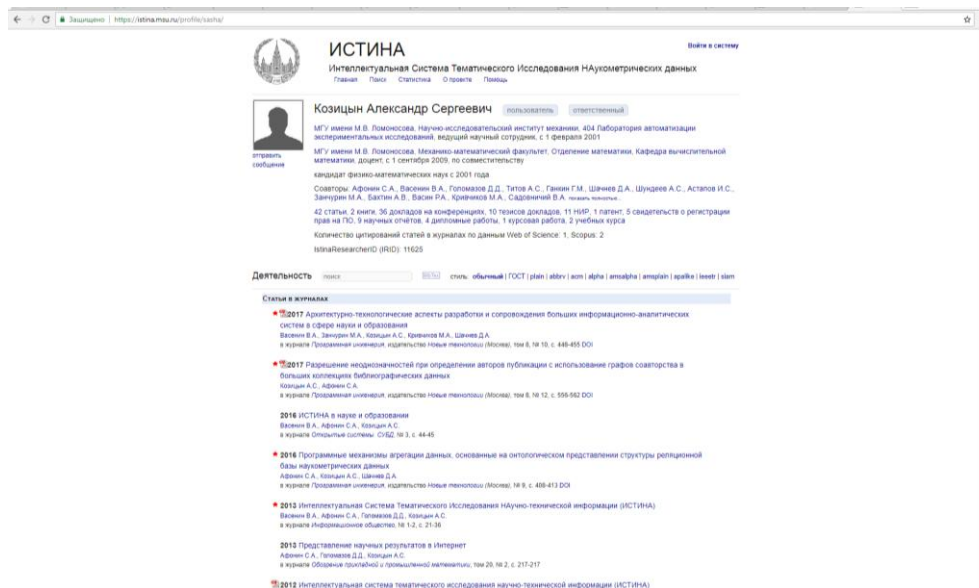 Защищено | https://istina.msu.ru/profile/sasha/
ИСТИНА
Войти в систему
Интеллектуальная Система Тематического Исследования НАукометрических данных
Главная Поиск Статистика О проекте Помощь
Козицын Александр Сергеевич пользователь ответственный
МГУ имени М.В. Ломоносова, Научно-исследовательский институт механики, 404 Лаборатория автоматизации
экспериментальных исследований, ведущий научный сотрудник, с 1 февраля 2001
отправить
сообщение
МГУ имени М.В. Ломоносова, Механико-математический факультет, Отделение математики, Кафедра вычислительной
математики, доцент, с 1 сентября 2009, по совместительству
кандидат физико-математических наук с 2001 года
Соавторы: Афонин С.А., Васенин В.А., Голомазов Д.Д., Титов А.С., Ганкин Г.М., Шачнев Д.А., Шундеев А.С., Астапов И.С.,
Занчурин М.А., Бахтин А.В., Васин Р.А., Кривчиков М.А., Садовничий В.А. показать полностью...
42 статьи, 2 книги, 36 докладов на конференциях, 10 тезисов докладов, 11 НИР, 1 патент, 5 свидетельств о регистрации
прав на ПО, 9 научных отчётов, 4 дипломные работы, 1 курсовая работа, 2 учебных курса
Количество цитирований статей в журналах по данным Web of Science: 1, Scopus: 2
IstinaResearcherID (IRID): 11625
Деятельность поиск стиль: обычный | ГОСТ | plain | abbrv | acm | alpha | amsalpha | amsplain | apalike | ieeetr | siam
Статьи в журналах
2017 Архитектурно-технологические аспекты разработки и сопровождения больших информационно-аналитических
систем в сфере науки и образования
Васенин В.А., Занчурин М.А., Козицын А.С., Кривчиков М.А., Шачнев Д.А.
в журнале Программная инженерия, издательство Новые технологии (Москва), том 8, № 10, с. 448-455 DOI
2017 Разрешение неоднозначностей при определении авторов публикации с использование графов соавторства в
больших коллекциях библиографических данных
Козицын А.С., Афонин С.А.
в журнале Программная инженерия, издательство Новые технологии (Москва), том 8, № 12, с. 556-562 DOI
2016 ИСТИНА в науке и образовании
Васенин В.А., Афонин С.А., Козицын А.С.
в журнале Открытые системы. СУБД, № 3, с. 44-45
2016 Программные механизмы агрегации данных, основанные на онтологическом представлении структуры реляционной
базы наукометрических данных
Афонин С.А., Козицын А.С., Шачнев Д.А.
в журнале Программная инженерия, издательство Новые технологии (Москва), № 9, с. 408-413 DOI
2013 Интеллектуальная Система Тематического Исследования НАучно-технической информации (ИСТИНА)
Васенин В.А., Афонин С.А., Голомазов Д.Д., Козицын А.С.
в журнале Информационное общество, № 1-2, с. 21-36
2013 Представление научных результатов в Интернет
Афонин С.А., Голомазов Д.Д., Козицын А.С.
в журнале Обозрение прикладной и промышленной математики, том 20, № 2, с. 217-217
2012 Интеллектуальная система тематического исследования научно-технической информации (ИСТИНА)